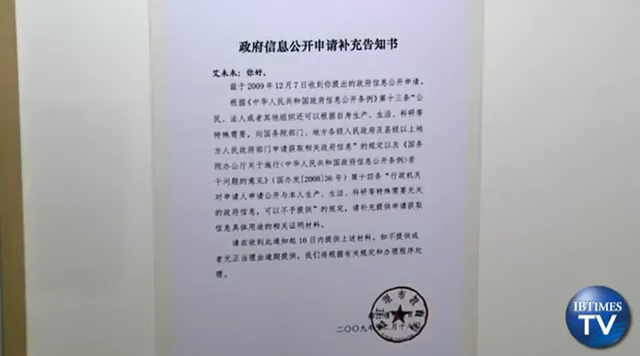 政府信息公开申请补充告知书
艾未未：你好。
兹于2009年12月7日收到你提出的政府信息公开申请。
根据《中华人民共和国政府信息公开条例》第十三条“公
民、法人或者其他组织还可以根据自身生产、生活、科研等
特殊需要，向国务院部门、地方各级人民政府及县级以上地
方人民政府部门申请获取相关政府信息”的规定以及《国务
院办公厅关于施行〈中华人民共和国政府信息公开条例〉若
干问题的意见》（国办发[2008]36号）第十四条“行政机关
对申请人申请公开与本人生产、生活、科研等特殊需要无关
的政府信息，可以不予提供”的规定，请补充提供申请获取
信息具体用途的相关证明材料。
请在收到此通知起10日内提供上述材料。如不提供或
者无正当理由逾期提供，我们将根据有关规定和办理程序处
理。
二〇〇九年
IBTIMES
TV